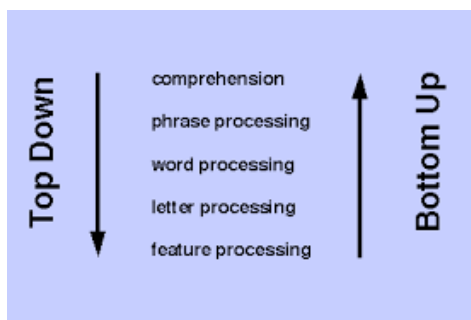 Top Down
comprehension
phrase processing
word processing
letter processing
feature processing
Bottom Up